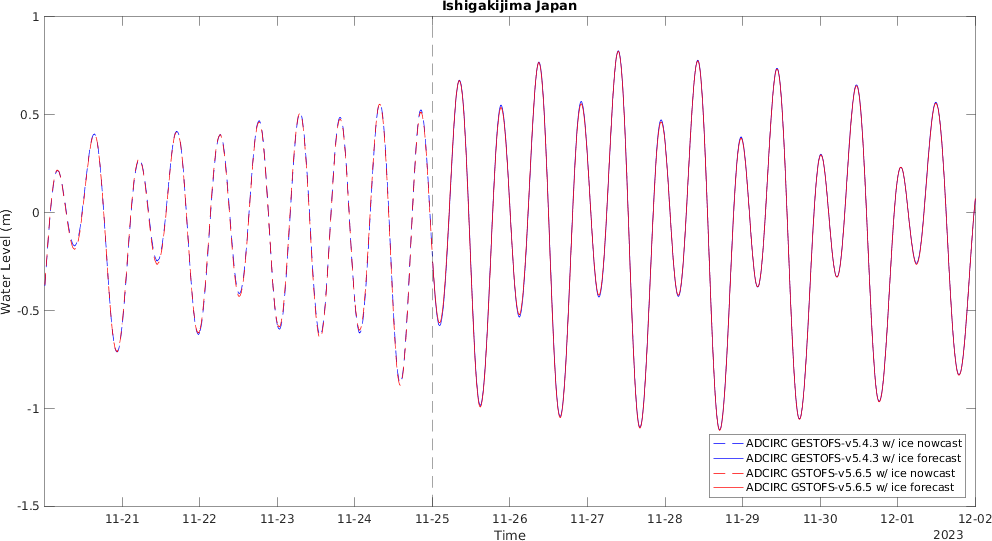 Ishigakijima Japan
1
0.5
0
-0.5
-1
-1.5
Water Level (m)
ADCIRC GESTOFS-v5.4.3 w/ ice nowcast
ADCIRC GESTOFS-v5.4.3 w/ ice forecast
ADCIRC GSTOFS-v5.6.5 w/ ice nowcast
ADCIRC GSTOFS-v5.6.5 w/ ice forecast
11-21 11-22 11-23 11-24 11-25 11-26 11-27 11-28 11-29 11-30 12-01 12-02
Time
2023